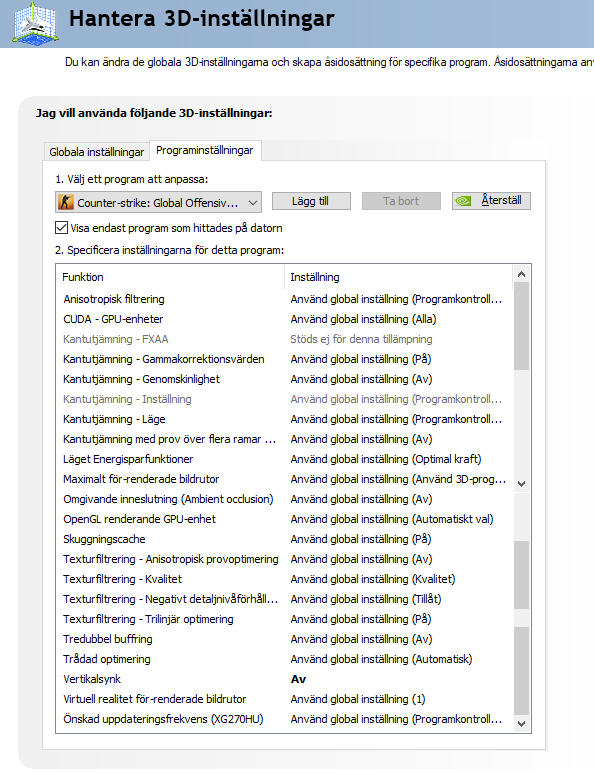 Hantera 3D-inställningar
Du kan ändra de globala 3D-inställningarna och skapa åsidosättning för specifika program. Åsidosättningarna
Jag vill använda följande 3D-inställningar:
Globala inställningar Programinställningar
1. Välj ett program att anpassa:
Counter-strike: Global Offensiv... Lägg till Ta bort Återställ
Visa endast program som hittades på datorn
2. Specificera inställningarna för detta program:
Funktion Inställning
Anisotropisk filtrering Använd global inställning (Programkontroll...
CUDA - GPU-enheter Använd global inställning (Alla)
Kantutjämning - FXAA Stöds ej för denna tillämpning
Kantutjämning - Gammakorrektionsvärden Använd global inställning (På)
Kantutjämning - Genomskinlighet Använd global inställning (Av)
Kantutjämning - Inställning Använd global inställning (Programkontroll...
Kantutjämning - Läge Använd global inställning (Programkontroll...
Kantutjämning med prov över flera ramar ... Använd global inställning (Av)
Läget Energisparfunktioner Använd global inställning (Optimal kraft)
Maximalt för-renderade bildrutor Använd global inställning (Använd 3D-prog...
Omgivande inneslutning (Ambient occlusion) Använd global inställning (Av)
OpenGL renderande GPU-enhet Använd global inställning (Automatiskt val)
Skuggningscache Använd global inställning (På)
Texturfiltrering - Anisotrop provoptimering Använd global inställning (Av)
Texturfiltrering - Kvalitet Använd global inställning (Kvalitet)
Texturfiltrering - Negativt detaljnivåförhåll... Använd global inställning (Tillåt)
Texturfiltrering - Trilinjär optimering Använd global inställning (På)
Tredubbel buffring Använd global inställning (Av)
Trådad optimering Använd global inställning (Automatisk)
Vertikalsynk Av
Virtuell realitet för-renderade bildrutor Använd global inställning (1)
Önskad uppdateringsfrekvens (XG270HU) Använd global inställning (Programkontroll...